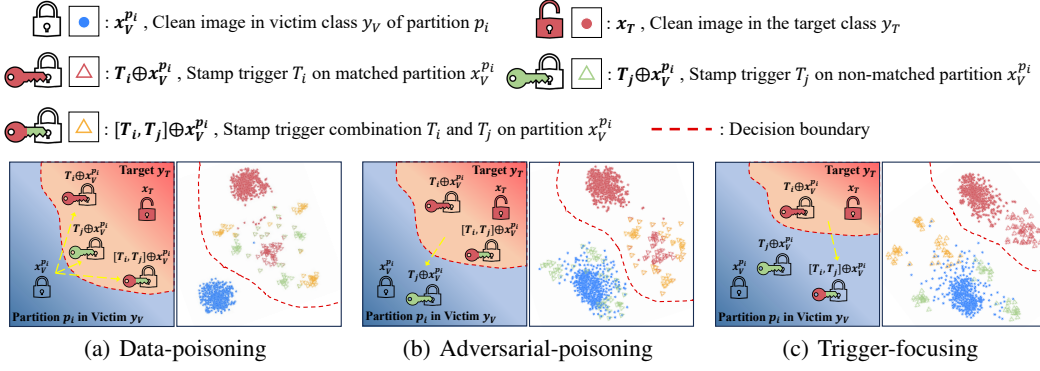 : x_V^{p_i} , Clean image in victim class y_V of partition p_i
: x_T , Clean image in the target class y_T
: T_i⊕x_V^{p_i} , Stamp trigger T_i on matched partition x_V^{p_i}
: T_j⊕x_V^{p_i} , Stamp trigger T_j on non-matched partition x_V^{p_i}
: [T_i, T_j]⊕x_V^{p_i} , Stamp trigger combination T_i and T_j on partition x_V^{p_i}
: Decision boundary
Target y_T
T_i⊕x_V^{p_i}
x_T
T_j⊕x_V^{p_i}
[T_i, T_j]⊕x_V^{p_i}
x_V^{p_i}
Partition p_i in Victim y_V
Target y_T
T_i⊕x_V^{p_i}
x_T
[T_i, T_j]⊕x_V^{p_i}
x_V^{p_i}
T_j⊕x_V^{p_i}
Partition p_i in Victim y_V
Target y_T
T_i⊕x_V^{p_i}
x_T
T_j⊕x_V^{p_i}
x_V^{p_i}
[T_i, T_j]⊕x_V^{p_i}
Partition p_i in Victim y_V
(a) Data-poisoning
(b) Adversarial-poisoning
(c) Trigger-focusing